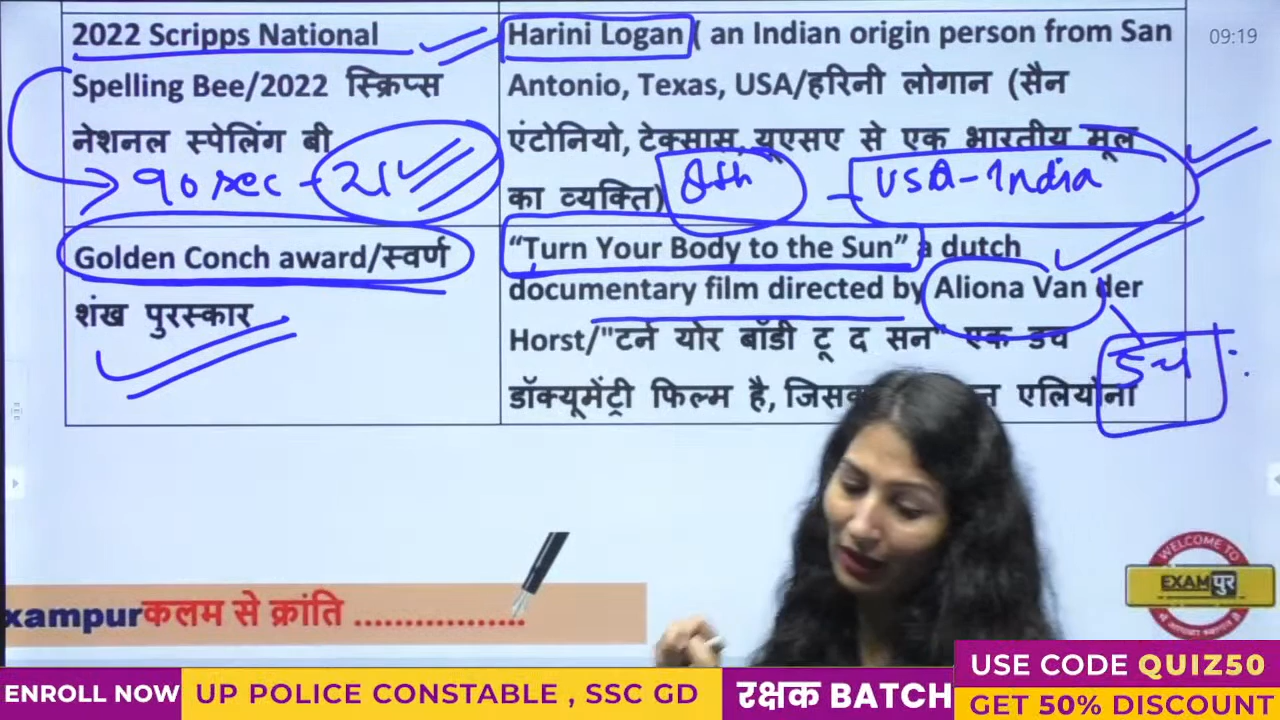 2022 Scripps National
Spelling Bee/2022 स्क्रिप्स
नेशनल स्पेलिंग बी
90 sec - 21
Harini Logan ( an Indian origin person from San
Antonio, Texas, USA/हरिनी लोगान (सैन
एंटोनियो, टेक्सास, यूएसए से एक भारतीय मूल
का व्यक्ति)
8th - USA - India
09:19
Golden Conch award/स्वर्ण
शंख पुरस्कार
“Turn Your Body to the Sun” a dutch
documentary film directed by Aliona Van der
Horst/"टर्न योर बॉडी टू द सन" एक डच
डॉक्यूमेंट्री फिल्म है, एलियोना
डच
xampur कलम से क्रांति .................
WELCOME TO
EXAMपुर
ENROLL NOW
UP POLICE CONSTABLE , SSC GD
रक्षक BATCH
USE CODE QUIZ50
GET 50% DISCOUNT